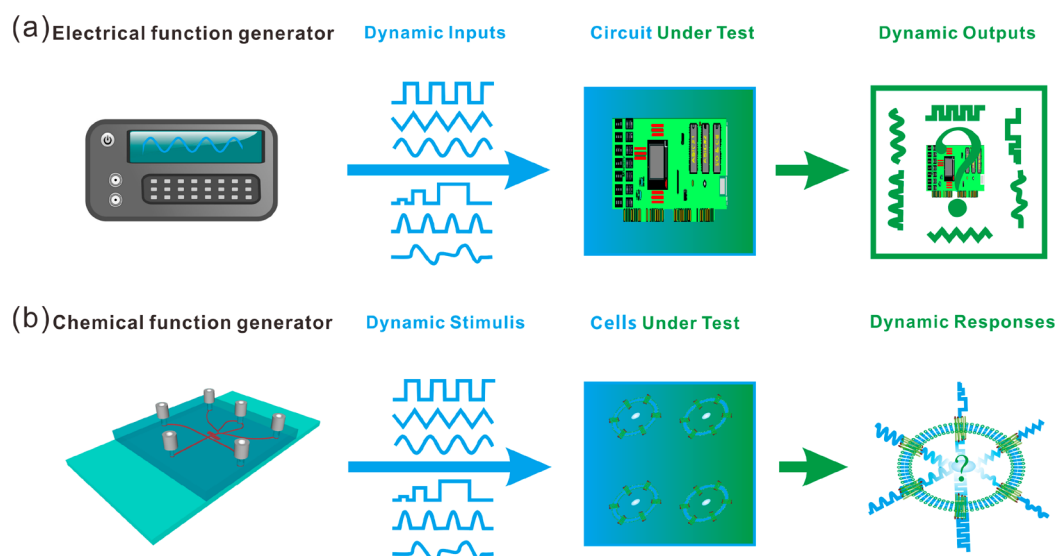 (a) Electrical function generator Dynamic Inputs Circuit Under Test Dynamic Outputs
?
(b) Chemical function generator Dynamic Stimulis Cells Under Test Dynamic Responses
?